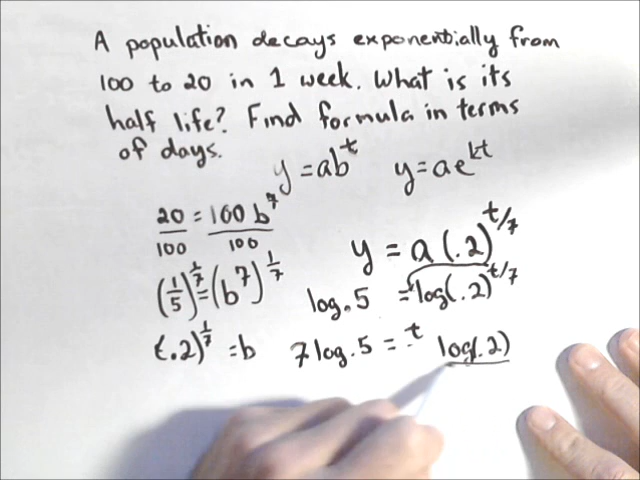 A population decays exponentially from
100 to 20 in 1 week. What is its
half life? Find formula in terms
of days.
y = ab^t   y = ae^{kt}
20/100 = 100b^7/100
y = a(.2)^{t/7}
(1/5)^{1/7} = (b^7)^{1/7}
log.5 = log(.2)^{t/7}
(.2)^{1/7} = b
7 log.5 = t log(.2)